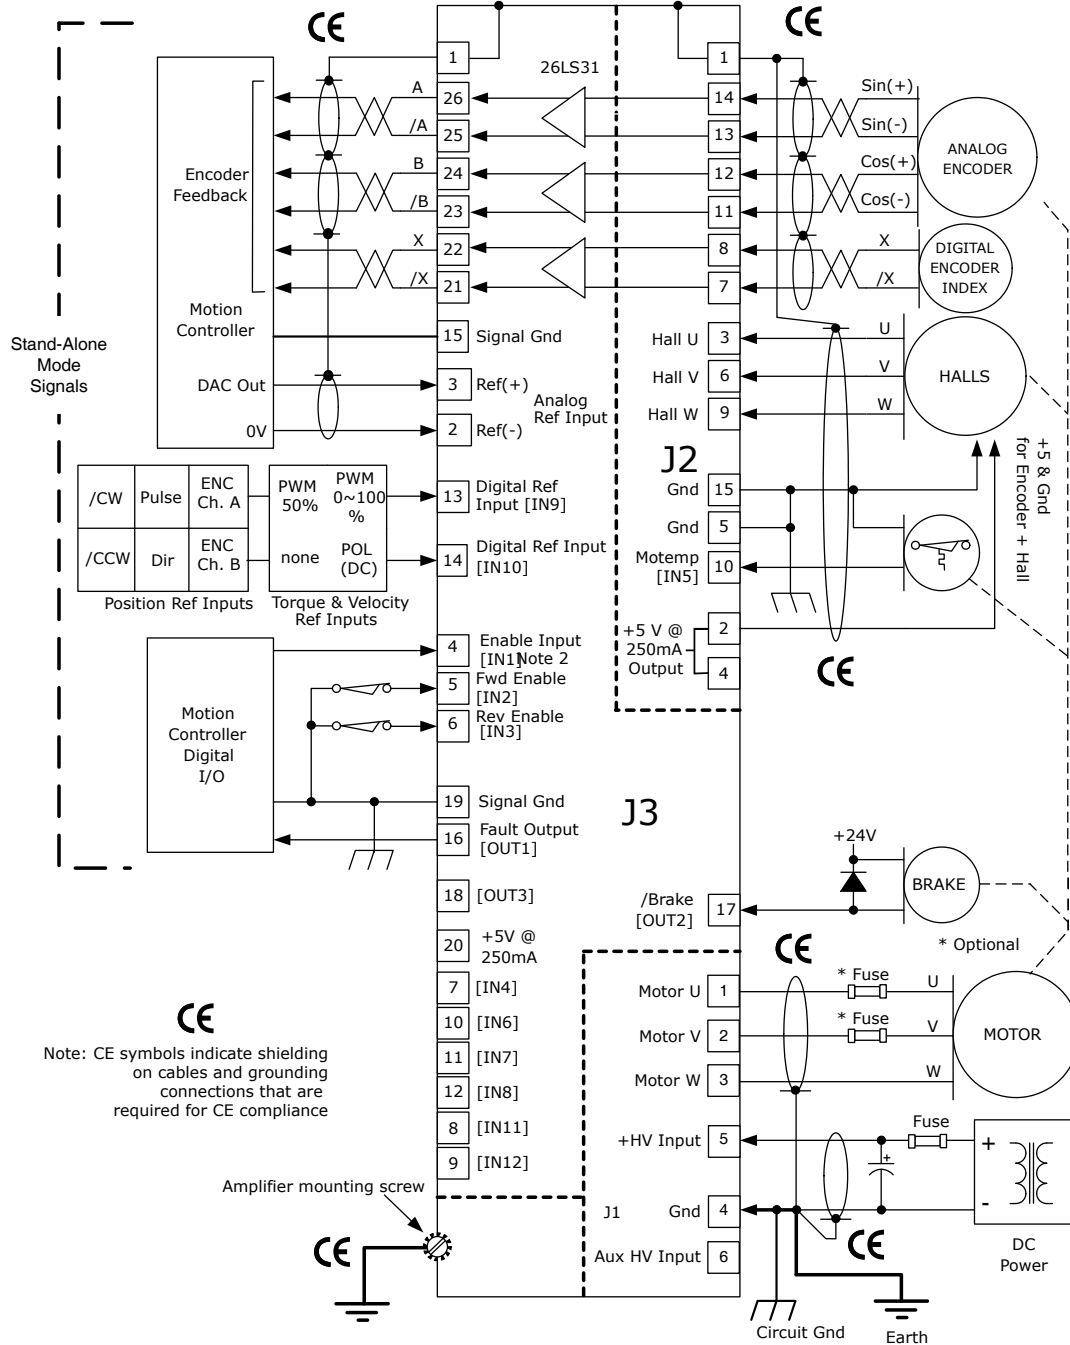 CE
CE
1
1
26LS31
A
26
14
Sin(+)
/A
25
13
Sin(-)
ANALOG
ENCODER
Encoder
Feedback
B
24
12
Cos(+)
/B
23
11
Cos(-)
X
22
8
X
DIGITAL
ENCODER
INDEX
/X
21
7
/X
Motion
Controller
15
Signal Gnd
Hall U
3
U
Stand-Alone
Mode
Signals
DAC Out
3
Ref(+)
Analog
Ref Input
Hall V
6
V
HALLS
0V
2
Ref(-)
Hall W
9
W
J2
+5 & Gnd
for Encoder + Hall
/CW
Pulse
ENC
Ch. A
PWM
50%
PWM
0~100
%
13
Digital Ref
Input [IN9]
Gnd
15
Gnd
5
/CCW
Dir
ENC
Ch. B
none
POL
(DC)
14
Digital Ref Input
[IN10]
Motemp
[IN5]
10
Position Ref Inputs
Torque & Velocity
Ref Inputs
+5 V @
250mA
Output
2
4
CE
4
Enable Input
[IN1]Note 2
5
Fwd Enable
[IN2]
6
Rev Enable
[IN3]
Motion
Controller
Digital
I/O
19
Signal Gnd
J3
16
Fault Output
[OUT1]
+24V
BRAKE
18
[OUT3]
/Brake
[OUT2]
17
20
+5V @
250mA
* Optional
CE
7
[IN4]
Motor U
1
* Fuse
U
10
[IN6]
Motor V
2
* Fuse
V
MOTOR
CE
Note: CE symbols indicate shielding
on cables and grounding
connections that are
required for CE compliance
11
[IN7]
Motor W
3
W
12
[IN8]
8
[IN11]
+HV Input
5
Fuse
+
+
-
9
[IN12]
Amplifier mounting screw
J1
Gnd
4
CE
CE
Aux HV Input
6
DC
Power
Circuit Gnd
Earth